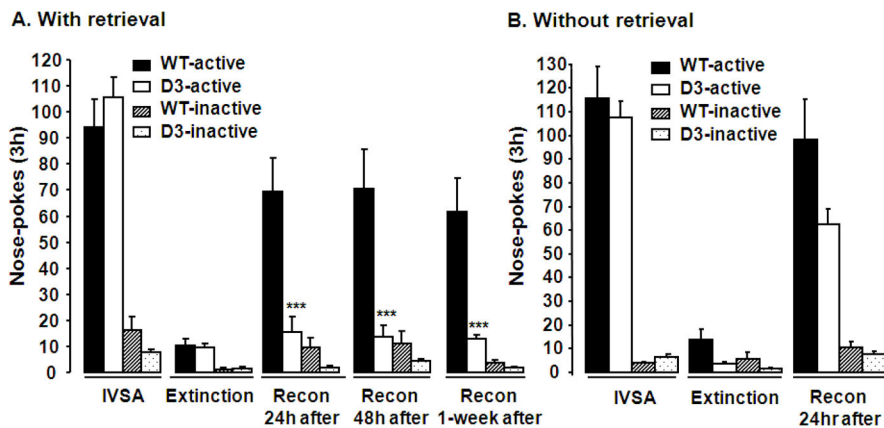 A. With retrieval
120
110
100
90
80
70
60
50
40
30
20
10
0
Nose-pokes (3h)
WT-active
D3-active
WT-inactive
D3-inactive
***
***
***
IVSA
Extinction
Recon
24h after
Recon
48h after
Recon
1-week after
B. Without retrieval
130
120
110
100
90
80
70
60
50
40
30
20
10
0
Nose-pokes (3h)
WT-active
D3-active
WT-inactive
D3-inactive
IVSA
Extinction
Recon
24hr after